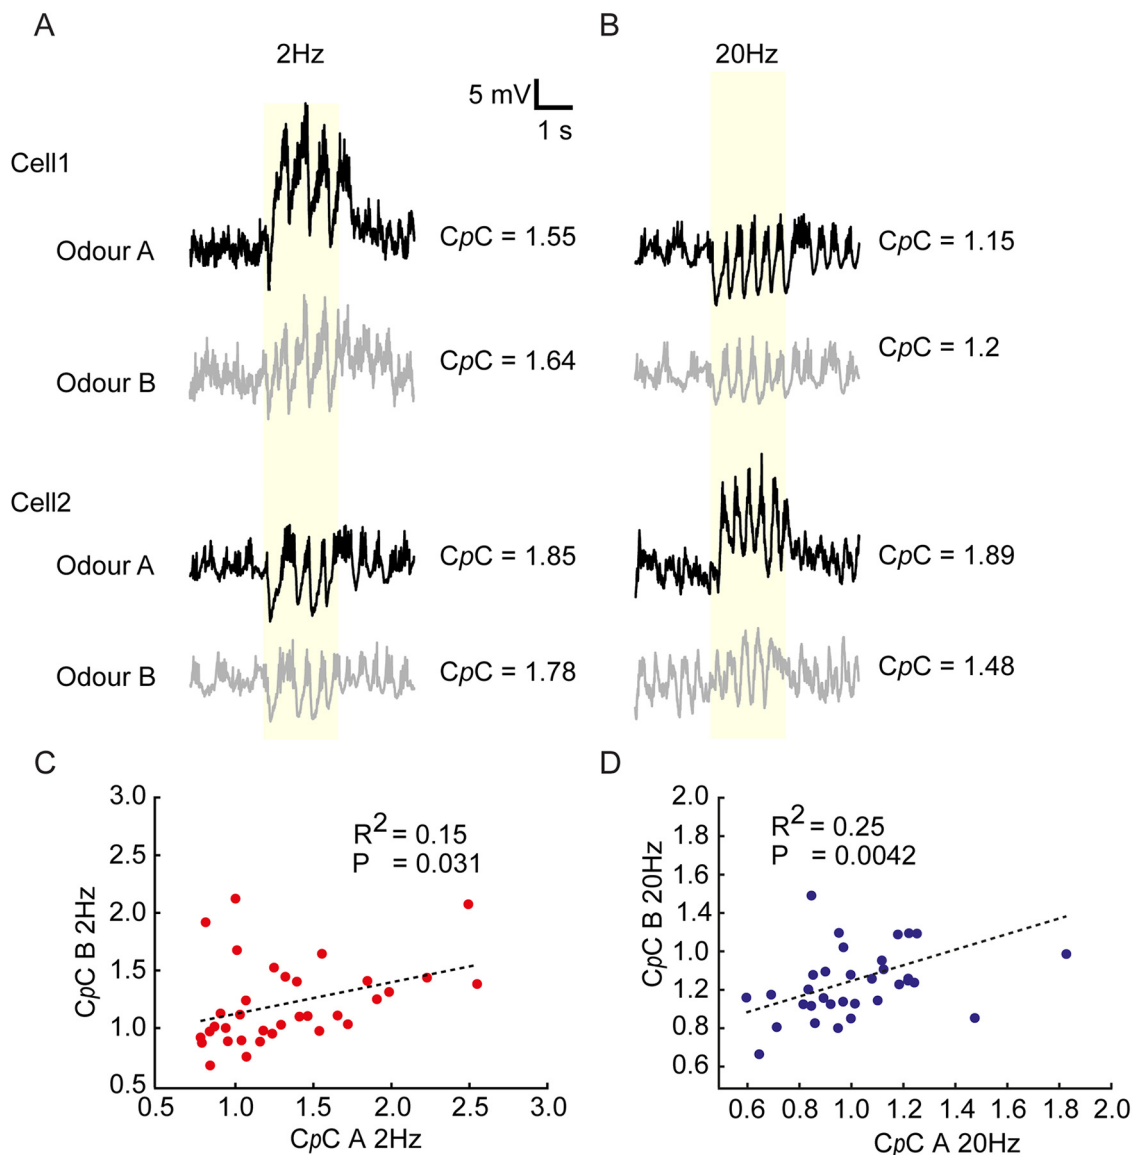 A
B
2Hz
20Hz
5 mV
1 s
Cell1
Odour A
CpC = 1.55
CpC = 1.15
Odour B
CpC = 1.64
CpC = 1.2
Cell2
Odour A
CpC = 1.85
CpC = 1.89
Odour B
CpC = 1.78
CpC = 1.48
C
3.0
2.5
2.0
1.5
1.0
0.5
CpC B 2Hz
R2 = 0.15
P = 0.031
0.5 1.0 1.5 2.0 2.5 3.0
CpC A 2Hz
D
2.0
1.8
1.6
1.4
1.0
1.2
0.8
0.6
CpC B 20Hz
R2 = 0.25
P = 0.0042
0.6 0.8 1.0 1.2 1.4 1.6 1.8 2.0
CpC A 20Hz